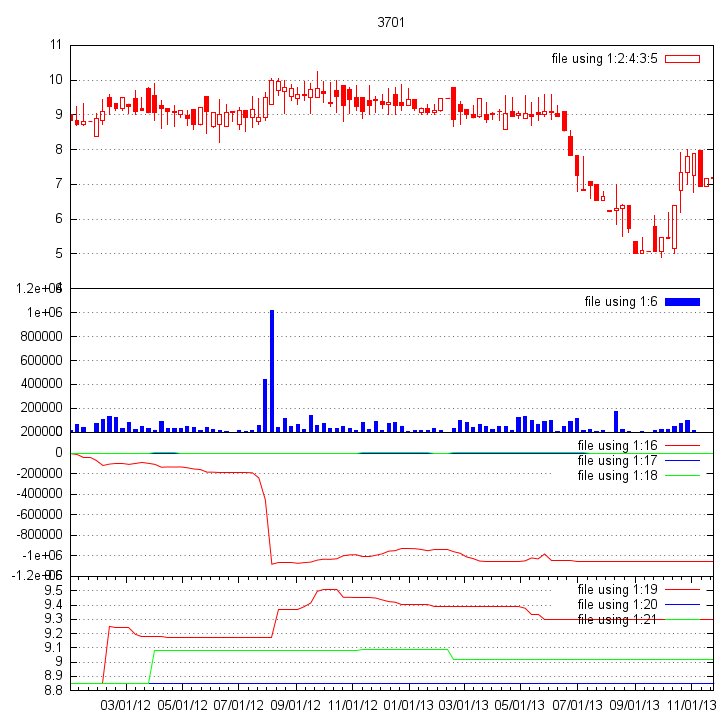 3701
11
file using 1:2:4:3:5
10
9
8
7
6
5
1.2e+06
file using 1:6
1e+06
800000
600000
400000
200000
file using 1:16
0
file using 1:17
-200000
file using 1:18
-400000
-600000
-800000
-1e+06
-1.2e+06
9.5
file using 1:19
9.4
file using 1:20
9.3
file using 1:21
9.2
9.1
9
8.9
8.8
03/01/12 05/01/12 07/01/12 09/01/12 11/01/12 01/01/13 03/01/13 05/01/13 07/01/13 09/01/13 11/01/13